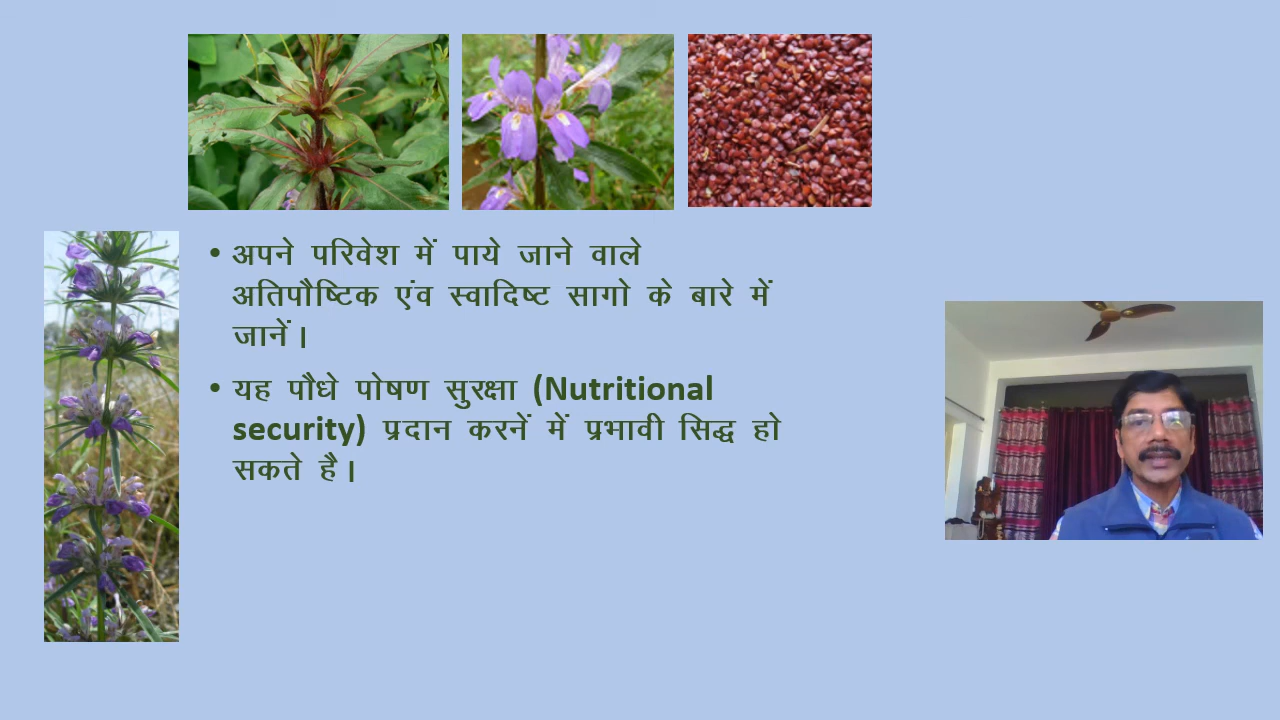 • अपने परिवेश में पाये जाने वाले
अतिपौष्टिक एंव स्वादिष्ट सागो के बारे में
जानें।
• यह पौधे पोषण सुरक्षा (Nutritional
security) प्रदान करनें में प्रभावी सिद्ध हो
सकते है।